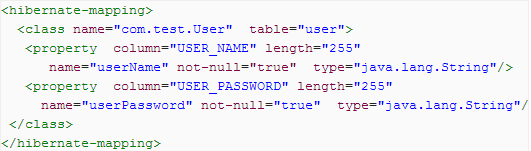 <hibernate-mapping>
<class name="com.test.User" table="user">
<property column="USER_NAME" length="255"
name="userName" not-null="true" type="java.lang.String"/>
<property column="USER_PASSWORD" length="255"
name="userPassword" not-null="true" type="java.lang.String"/
</class>
</hibernate-mapping>